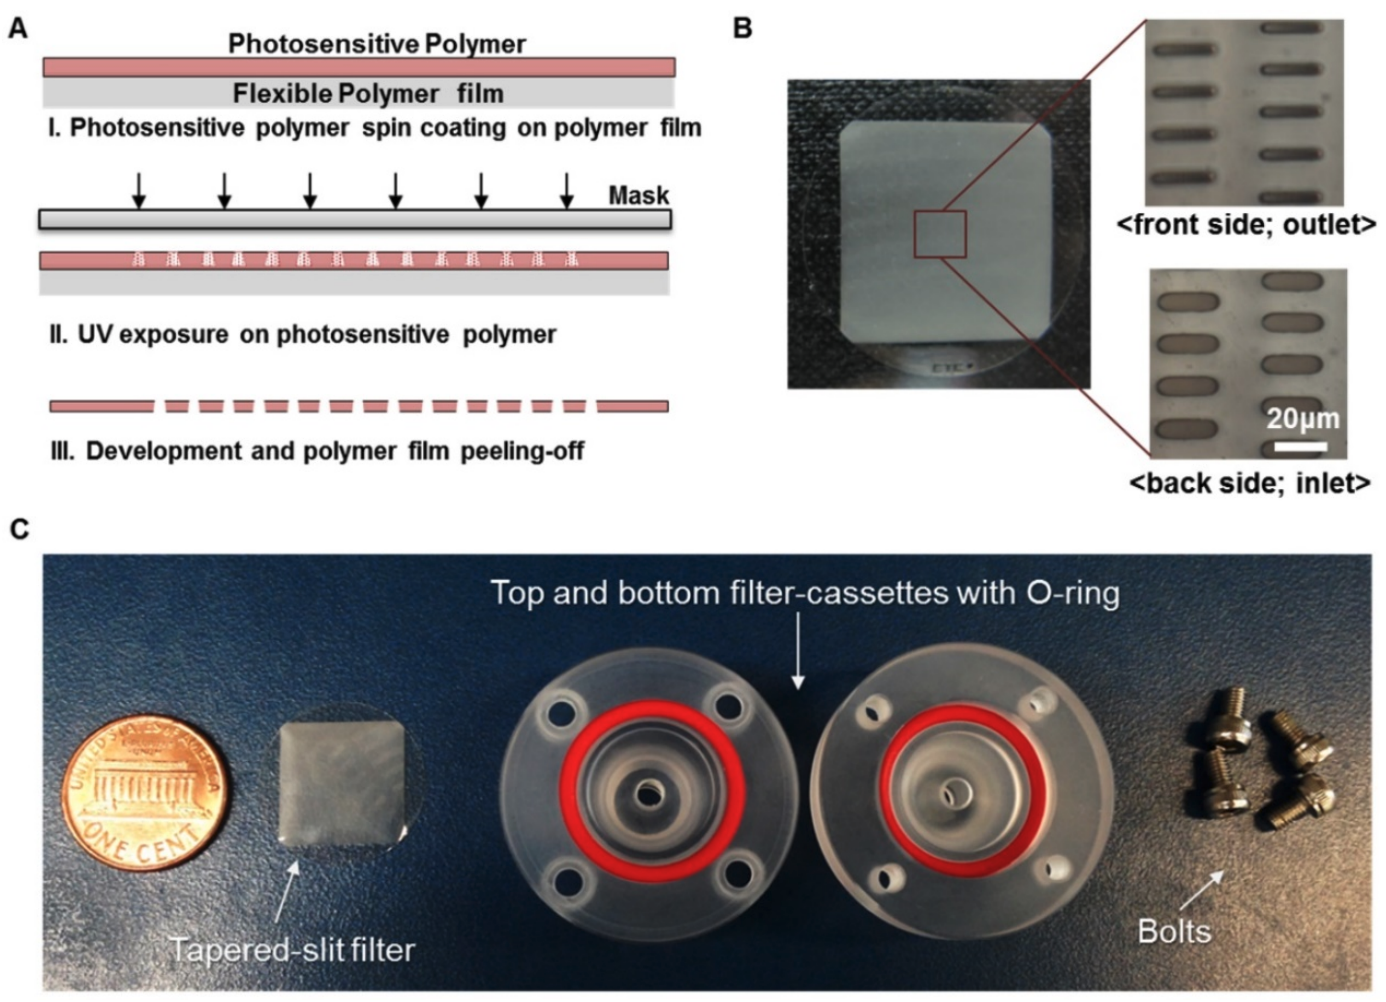 A
Photosensitive Polymer
Flexible Polymer film
I. Photosensitive polymer spin coating on polymer film
Mask
II. UV exposure on photosensitive polymer
III. Development and polymer film peeling-off
B
<front side; outlet>
20μm
<back side; inlet>
C
Top and bottom filter-cassettes with O-ring
UNITED STATES OF AMERICA
ONE CENT
Tapered-slit filter
Bolts